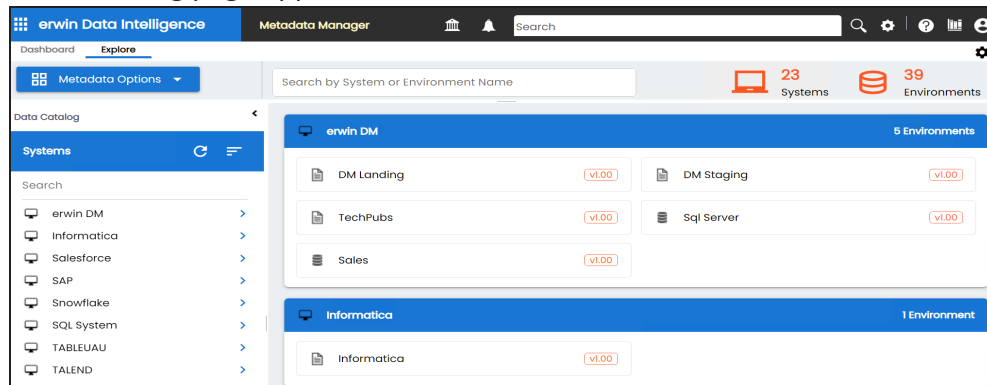 erwin Data Intelligence
Metadata Manager
Search
Dashboard
Explore
Metadata Options
Search by System or Environment Name
23
Systems
39
Environments
Data Catalog
Systems
Search
erwin DM
Informatica
Salesforce
SAP
Snowflake
SQL System
TABLEUAU
TALEND
erwin DM
5 Environments
DM Landing
v1.00
DM Staging
v1.00
TechPubs
v1.00
Sql Server
v1.00
Sales
v1.00
Informatica
1 Environment
Informatica
v1.00